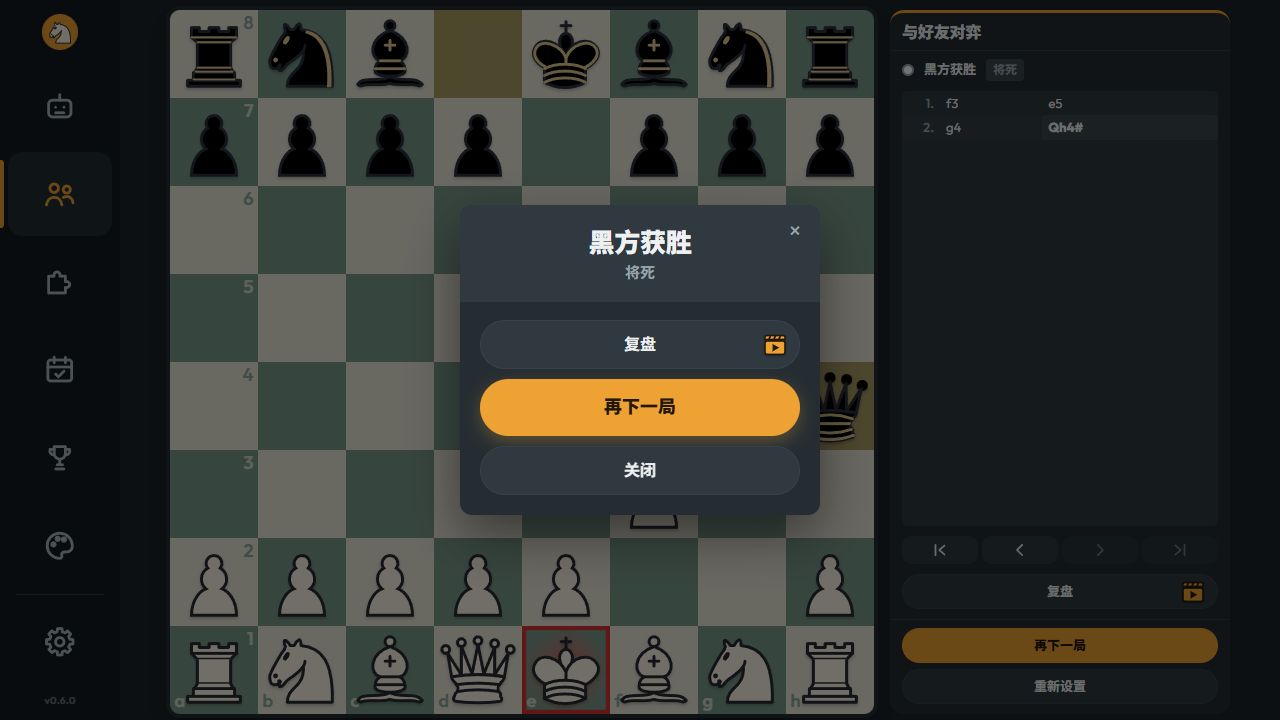 8
7
6
5
4
3
2
1
a
b
c
d
e
f
g
h
v0.6.0
黑方获胜
将死
×
复盘
再下一局
关闭
与好友对弈
黑方获胜 将死
1. f3 e5
2. g4 Qh4#
复盘
再下一局
重新设置